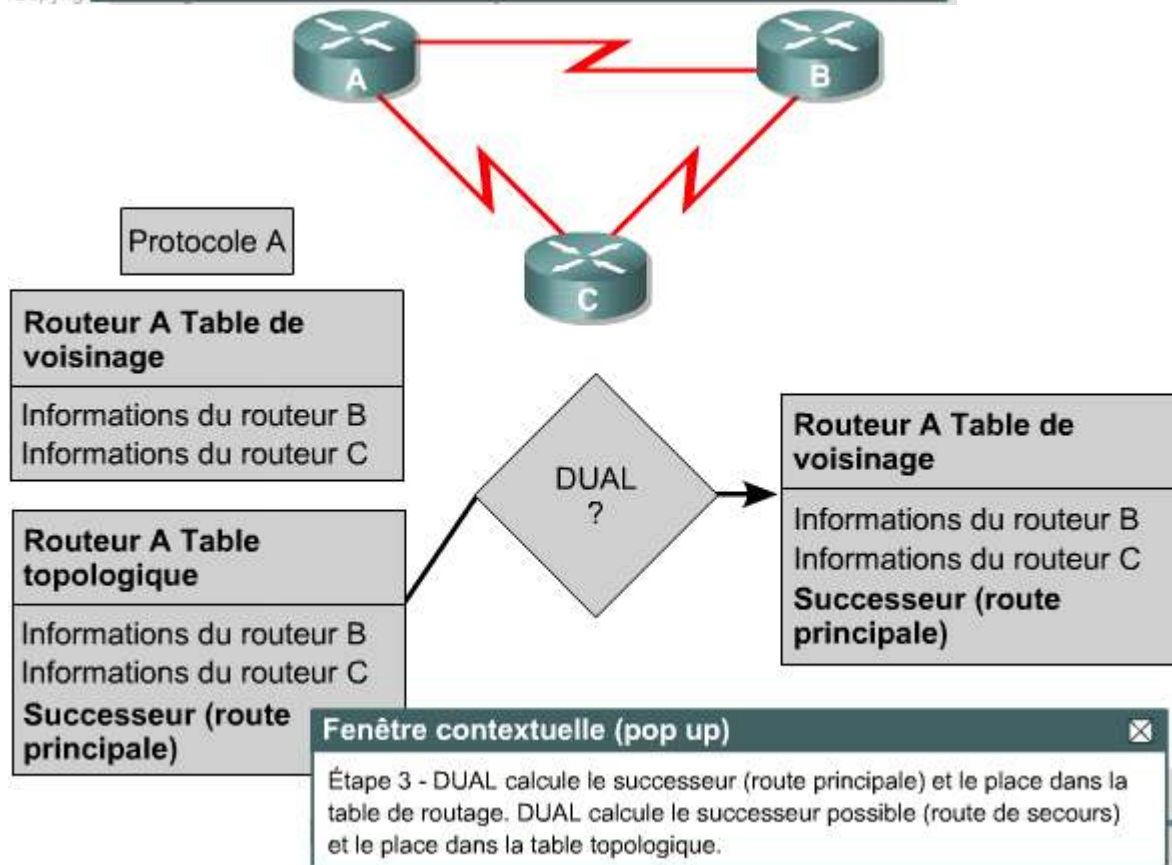 A
B
C
Protocole A
Routeur A Table de
voisinage
Informations du routeur B
Informations du routeur C
Routeur A Table
topologique
Informations du routeur B
Informations du routeur C
Successeur (route
principale)
DUAL
?
Routeur A Table de
voisinage
Informations du routeur B
Informations du routeur C
Successeur (route
principale)
Fenêtre contextuelle (pop up)
Étape 3 - DUAL calcule le successeur (route principale) et le place dans la
table de routage. DUAL calcule le successeur possible (route de secours)
et le place dans la table topologique.